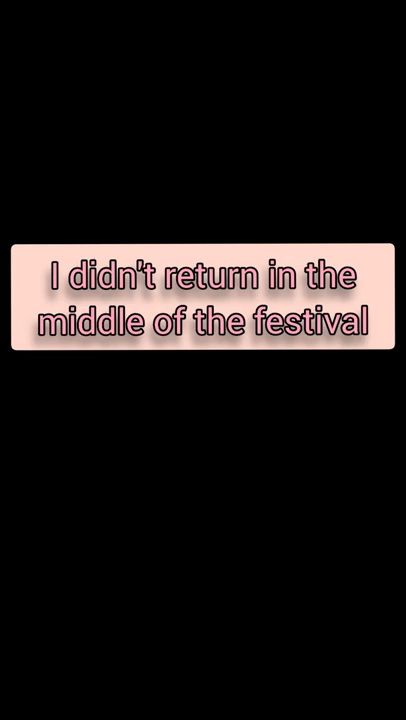 I didn't return in the
middle of the festival